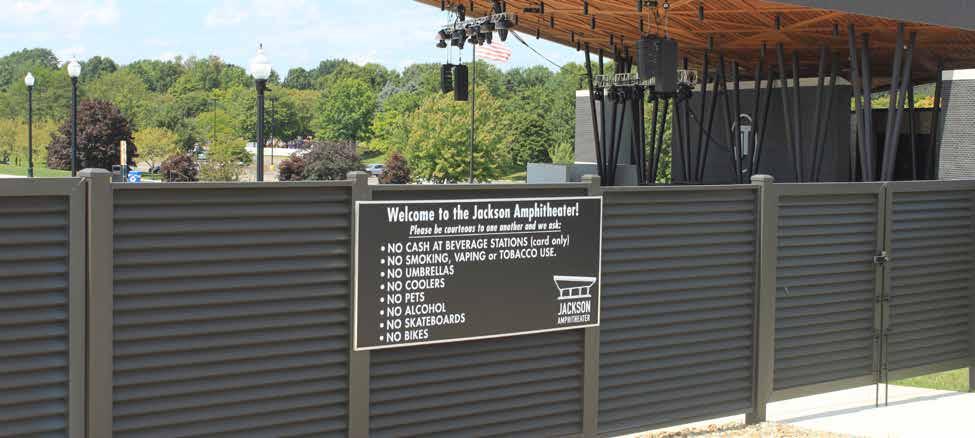 Welcome to the Jackson Amphitheater!
Please be courteous to one another and we ask:
• NO CASH AT BEVERAGE STATIONS (card only)
• NO SMOKING, VAPING or TOBACCO USE.
• NO UMBRELLAS
• NO COOLERS
• NO PETS
• NO ALCOHOL
• NO SKATEBOARDS
• NO BIKES
JACKSON
AMPHITHEATER